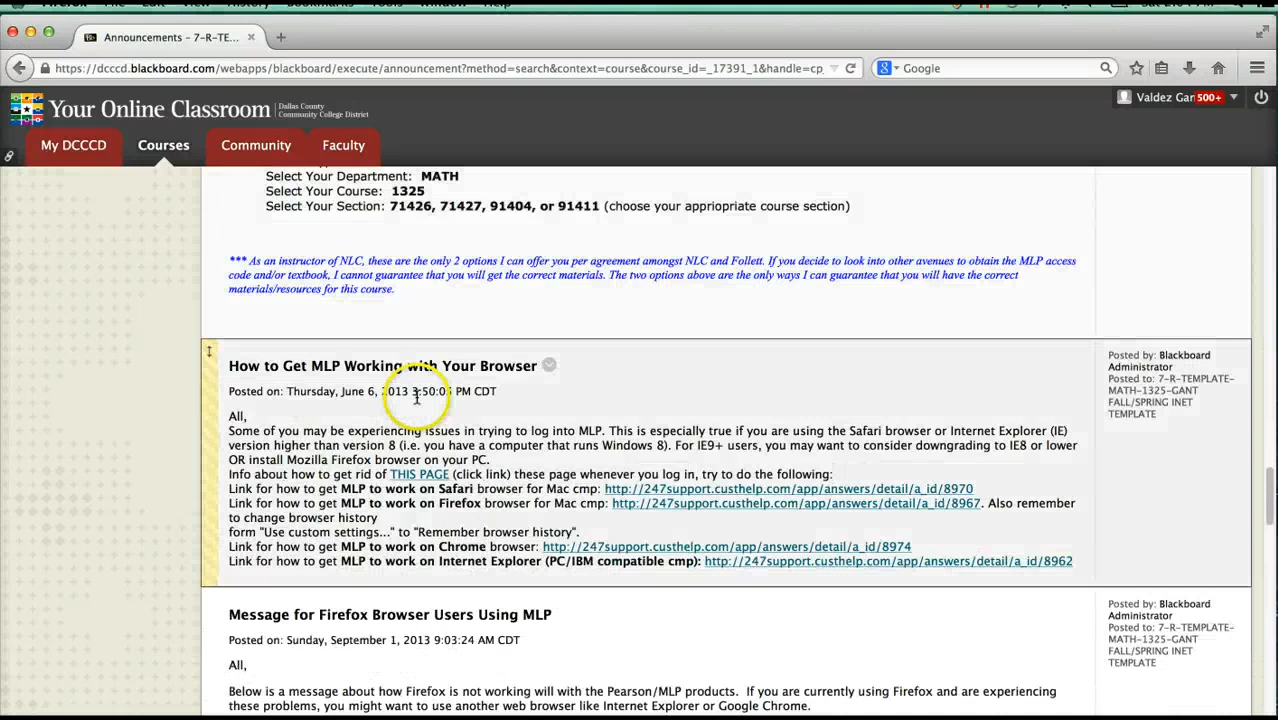 Announcements - 7-R-TE...
https://dcccd.blackboard.com/webapps/blackboard/execute/announcement?method=search&context=course&course_id=_17391_1&handle=cp_
Google
Your Online Classroom
Dallas County
Community College District
Valdez Gan 500+
My DCCCD
Courses
Community
Faculty
Select Your Department: MATH
Select Your Course: 1325
Select Your Section: 71426, 71427, 91404, or 91411 (choose your appropriate course section)
*** As an instructor of NLC, these are the only 2 options I can offer you per agreement amongst NLC and Follett. If you decide to look into other avenues to obtain the MLP access
code and/or textbook, I cannot guarantee that you will get the correct materials. The two options above are the only ways I can guarantee that you will have the correct
materials/resources for this course.
How to Get MLP Working with Your Browser
Posted on: Thursday, June 6, 2013 3:50:05 PM CDT
All,
Some of you may be experiencing issues in trying to log into MLP. This is especially true if you are using the Safari browser or Internet Explorer (IE)
version higher than version 8 (i.e. you have a computer that runs Windows 8). For IE9+ users, you may want to consider downgrading to IE8 or lower
OR install Mozilla Firefox browser on your PC.
Info about how to get rid of THIS PAGE (click link) these page whenever you log in, try to do the following:
Link for how to get MLP to work on Safari browser for Mac cmp: http://247support.custhelp.com/app/answers/detail/a_id/8970
Link for how to get MLP to work on Firefox browser for Mac cmp: http://247support.custhelp.com/app/answers/detail/a_id/8967. Also remember
to change browser history
form "Use custom settings..." to "Remember browser history".
Link for how to get MLP to work on Chrome browser: http://247support.custhelp.com/app/answers/detail/a_id/8974
Link for how to get MLP to work on Internet Explorer (PC/IBM compatible cmp): http://247support.custhelp.com/app/answers/detail/a_id/8962
Posted by: Blackboard
Administrator
Posted to: 7-R-TEMPLATE-
MATH-1325-GANT
FALL/SPRING INET
TEMPLATE
Message for Firefox Browser Users Using MLP
Posted on: Sunday, September 1, 2013 9:03:24 AM CDT
All,
Below is a message about how Firefox is not working will with the Pearson/MLP products. If you are currently using Firefox and are experiencing
these problems, you might want to use another web browser like Internet Explorer or Google Chrome.
Posted by: Blackboard
Administrator
Posted to: 7-R-TEMPLATE-
MATH-1325-GANT
FALL/SPRING INET
TEMPLATE